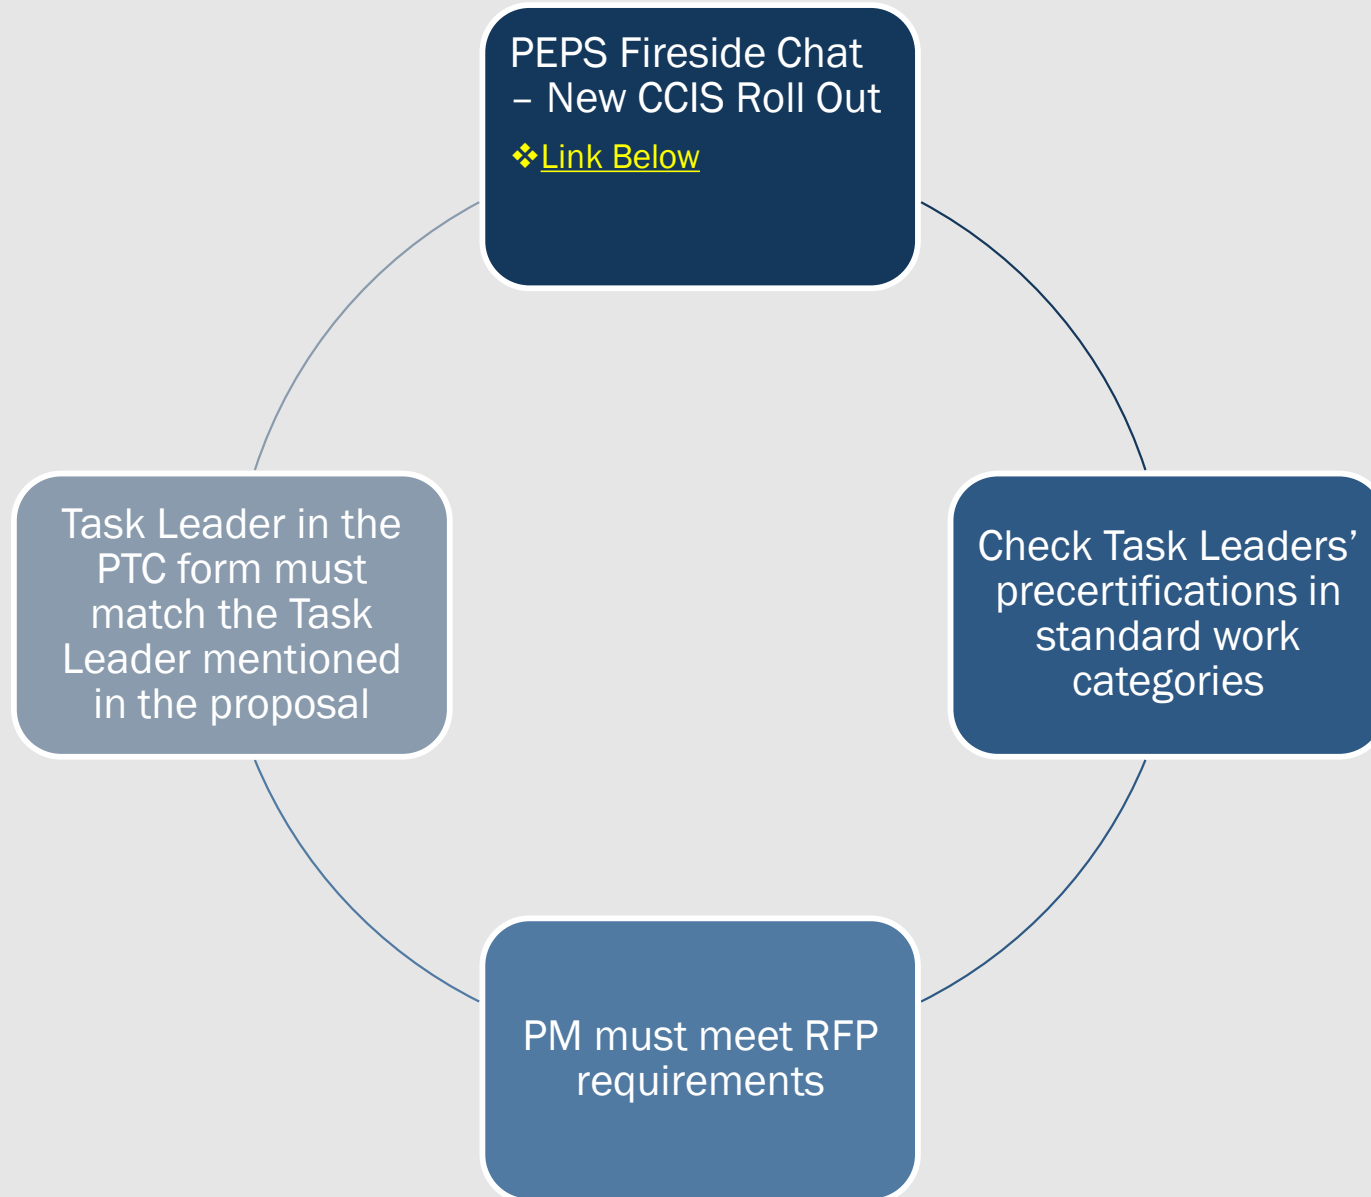 PEPS Fireside Chat
– New CCIS Roll Out
❖Link Below
Check Task Leaders’
precertifications in
standard work
categories
PM must meet RFP
requirements
Task Leader in the
PTC form must
match the Task
Leader mentioned
in the proposal